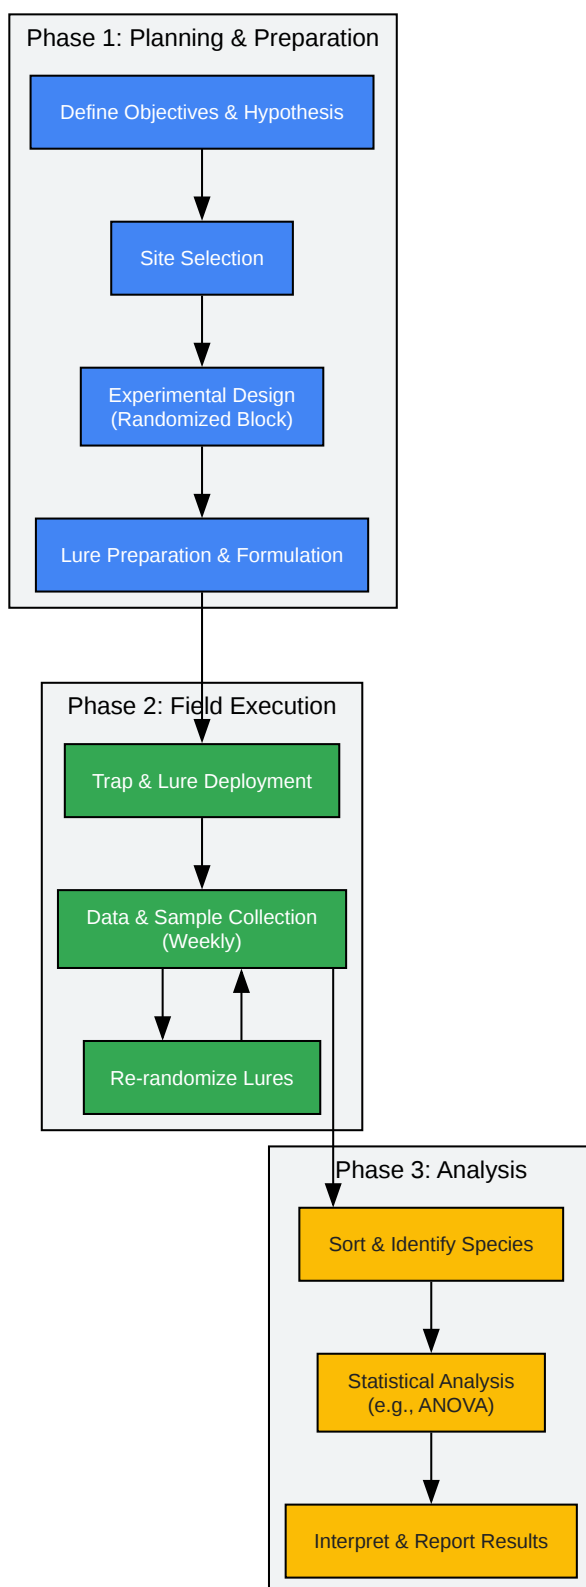 Phase 1: Planning & Preparation
Define Objectives & Hypothesis
Site Selection
Experimental Design
(Randomized Block)
Lure Preparation & Formulation
Phase 2: Field Execution
Trap & Lure Deployment
Data & Sample Collection
(Weekly)
Re-randomize Lures
Phase 3: Analysis
Sort & Identify Species
Statistical Analysis
(e.g., ANOVA)
Interpret & Report Results